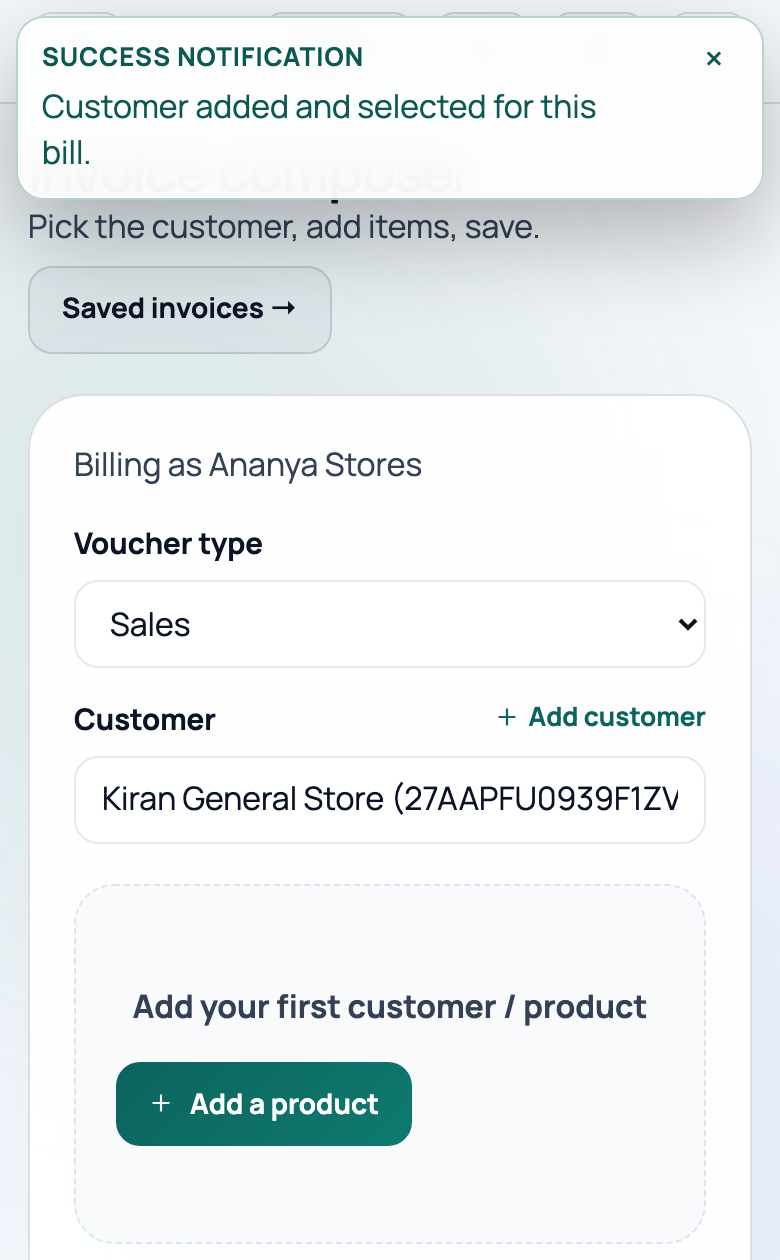 SUCCESS NOTIFICATION ×
Customer added and selected for this
bill.
Invoice composer
Pick the customer, add items, save.
Saved invoices →
Billing as Ananya Stores
Voucher type
Sales
Customer + Add customer
Kiran General Store (27AAPFU0939F1ZV
Add your first customer / product
+ Add a product